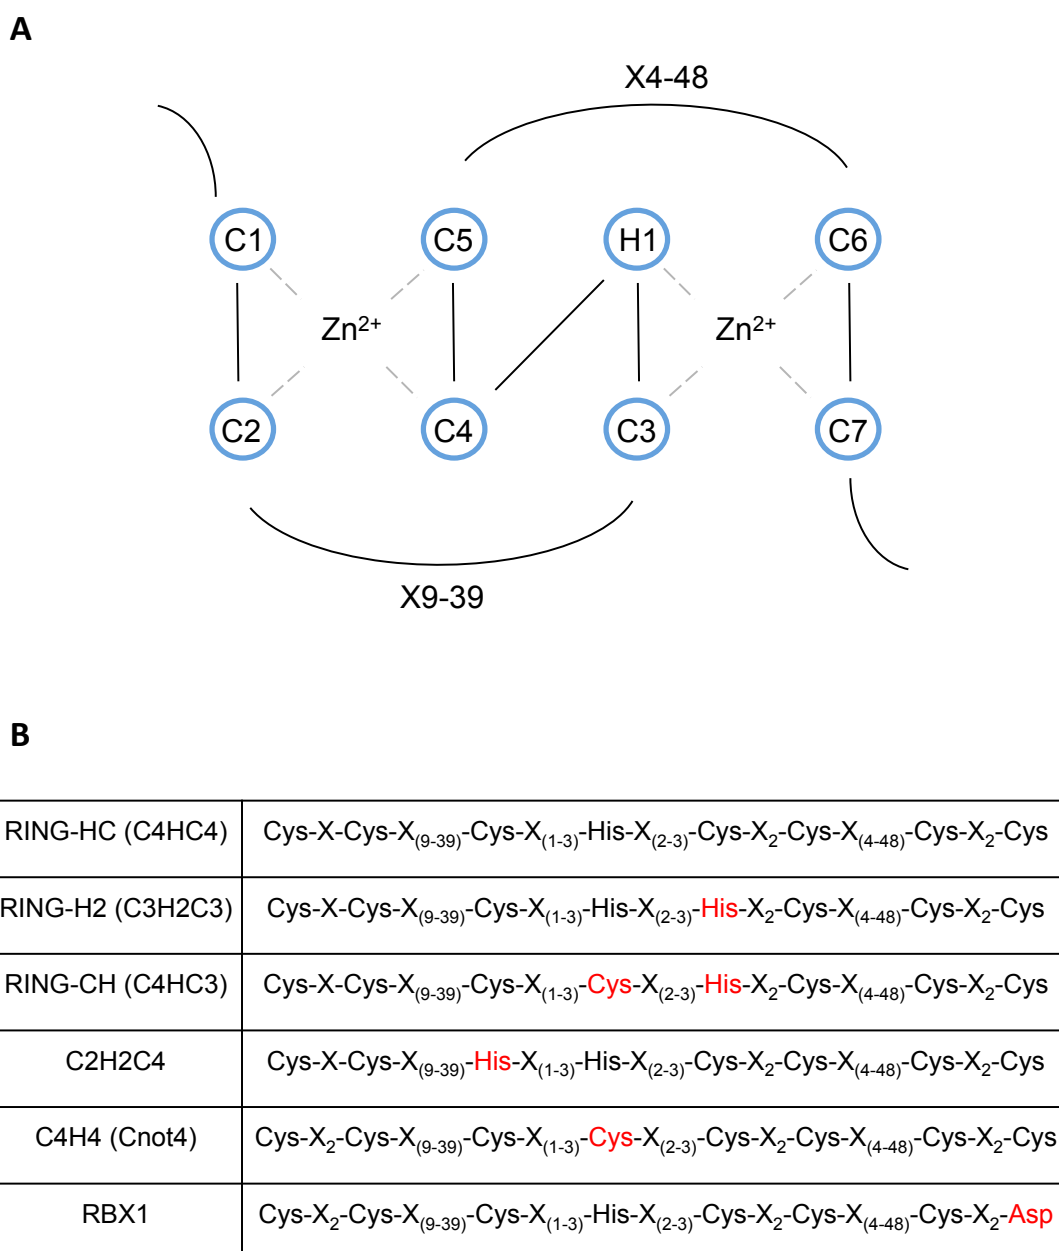 A
X4-48
C1 C5 H1 C6
Zn²⁺ Zn²⁺
C2 C4 C3 C7
X9-39
B
RING-HC (C4HC4) Cys-X-Cys-X₍₉₋₃₉₎-Cys-X₍₁₋₃₎-His-X₍₂₋₃₎-Cys-X₂-Cys-X₍₄₋₄₈₎-Cys-X₂-Cys
RING-H2 (C3H2C3) Cys-X-Cys-X₍₉₋₃₉₎-Cys-X₍₁₋₃₎-His-X₍₂₋₃₎-His-X₂-Cys-X₍₄₋₄₈₎-Cys-X₂-Cys
RING-CH (C4HC3) Cys-X-Cys-X₍₉₋₃₉₎-Cys-X₍₁₋₃₎-Cys-X₍₂₋₃₎-His-X₂-Cys-X₍₄₋₄₈₎-Cys-X₂-Cys
C2H2C4 Cys-X-Cys-X₍₉₋₃₉₎-His-X₍₁₋₃₎-His-X₍₂₋₃₎-Cys-X₂-Cys-X₍₄₋₄₈₎-Cys-X₂-Cys
C4H4 (Cnot4) Cys-X₂-Cys-X₍₉₋₃₉₎-Cys-X₍₁₋₃₎-Cys-X₍₂₋₃₎-Cys-X₂-Cys-X₍₄₋₄₈₎-Cys-X₂-Cys
RBX1 Cys-X₂-Cys-X₍₉₋₃₉₎-Cys-X₍₁₋₃₎-His-X₍₂₋₃₎-Cys-X₂-Cys-X₍₄₋₄₈₎-Cys-X₂-Asp